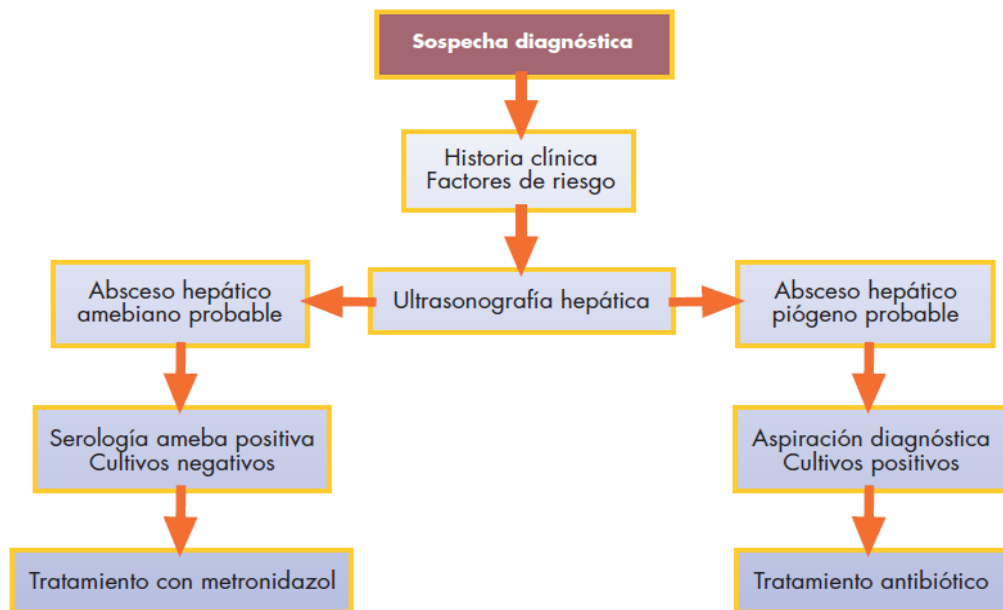 Sospecha diagnóstica
Historia clínica
Factores de riesgo
Absceso hepático
amebiano probable
Ultrasonografía hepática
Absceso hepático
piógeno probable
Serología ameba positiva
Cultivos negativos
Aspiración diagnóstica
Cultivos positivos
Tratamiento con metronidazol
Tratamiento antibiótico